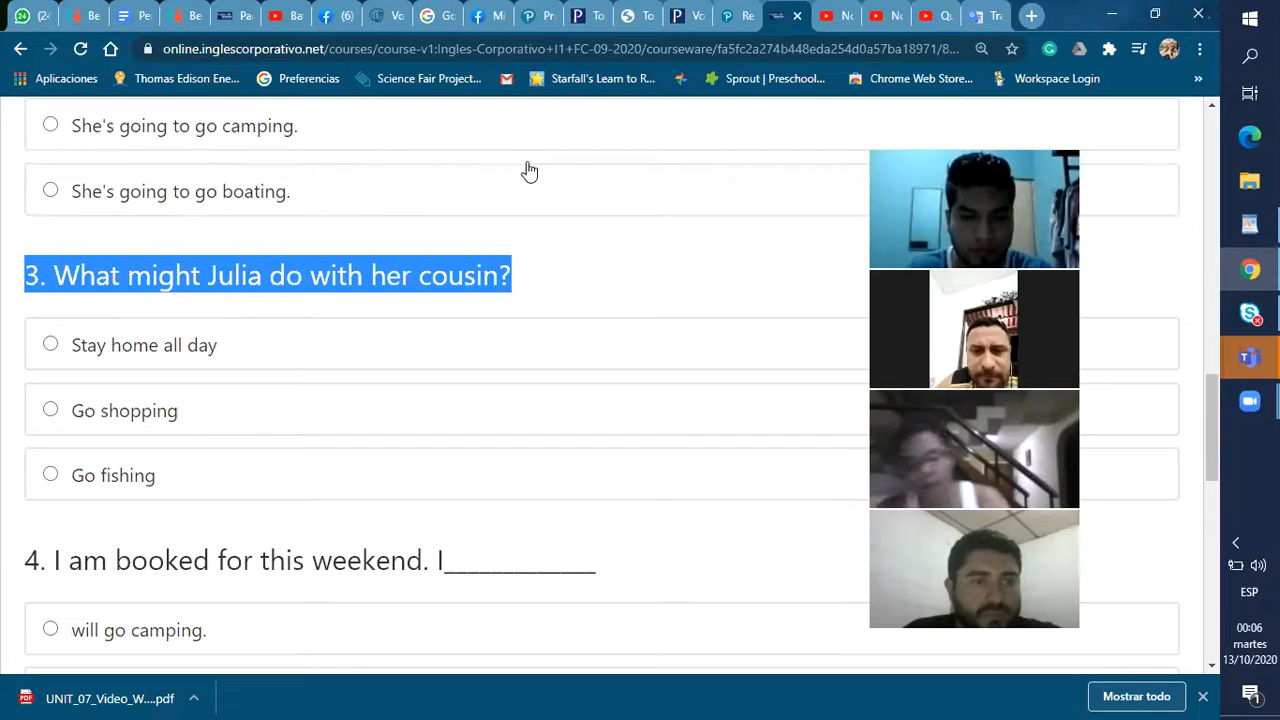 (6)
online.inglescorporativo.net/courses/course-v1:Ingles-Corporativo+I1+FC-09-2020/courseware/fa5fc2a274b448eda254d0a57ba18971/8...
Aplicaciones
Thomas Edison Ene...
Preferencias
Science Fair Project...
Starfall's Learn to R...
Sprout | Preschool...
Chrome Web Store...
Workspace Login
»
She's going to go camping.
She's going to go boating.
3. What might Julia do with her cousin?
Stay home all day
Go shopping
Go fishing
4. I am booked for this weekend. I_____________
will go camping.
ESP
00:06
martes
13/10/2020
UNIT_07_Video_W....pdf
Mostrar todo